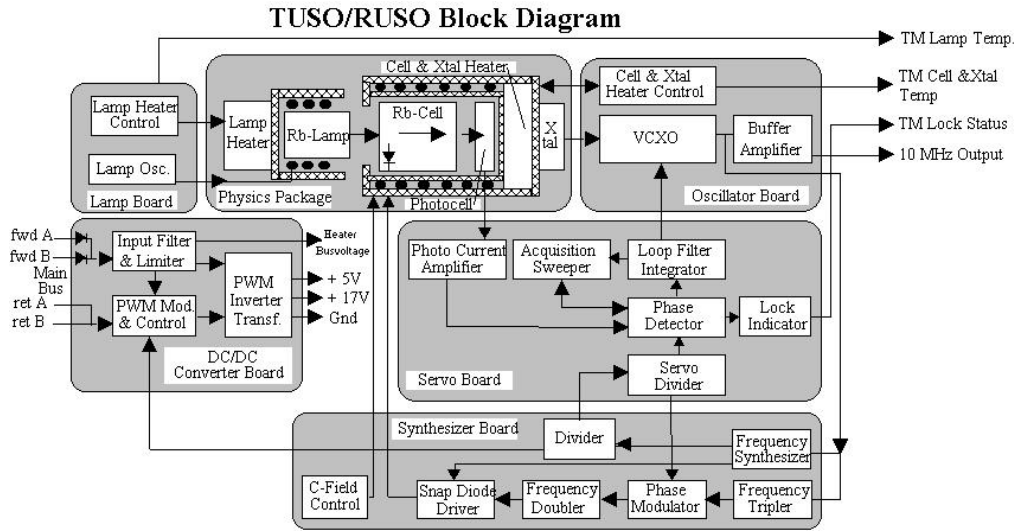 TUSO/RUSO Block Diagram
TM Lamp Temp.
Cell & Xtal Heater
Cell & Xtal
Heater Control
TM Cell &Xtal
Temp
Lamp Heater
Control
Lamp
Heater
Rb-Lamp
Rb-Cell
X
tal
VCXO
Buffer
Amplifier
TM Lock Status
10 MHz Output
Lamp Osc.
Lamp Board
Physics Package
Photocell
Oscillator Board
fwd A
fwd B
Main
Bus
ret A
ret B
Input Filter
& Limiter
Heater
Busvoltage
PWM Mod.
& Control
PWM
Inverter
Transf.
+ 5V
+ 17V
Gnd
DC/DC
Converter Board
Photo Current
Amplifier
Acquisition
Sweeper
Loop Filter
Integrator
Phase
Detector
Lock
Indicator
Servo
Divider
Servo Board
Synthesizer Board
Divider
Frequency
Synthesizer
C-Field
Control
Snap Diode
Driver
Frequency
Doubler
Phase
Modulator
Frequency
Tripler